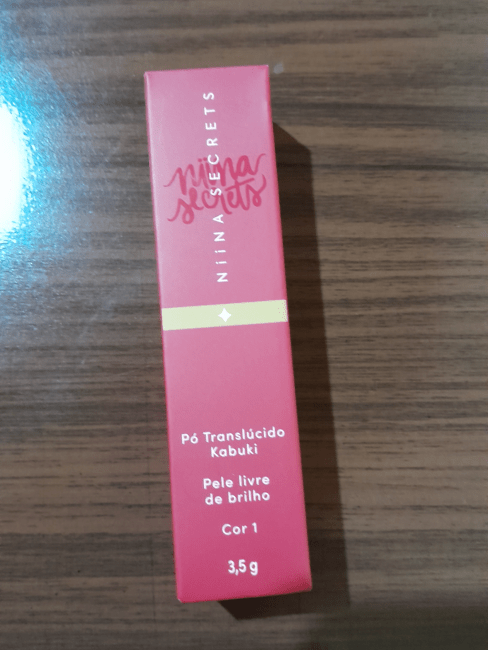 NiiNA SECRETS
niina
secrets
Pó Translúcido
Kabuki
Pele livre
de brilho
Cor 1
3,5 g